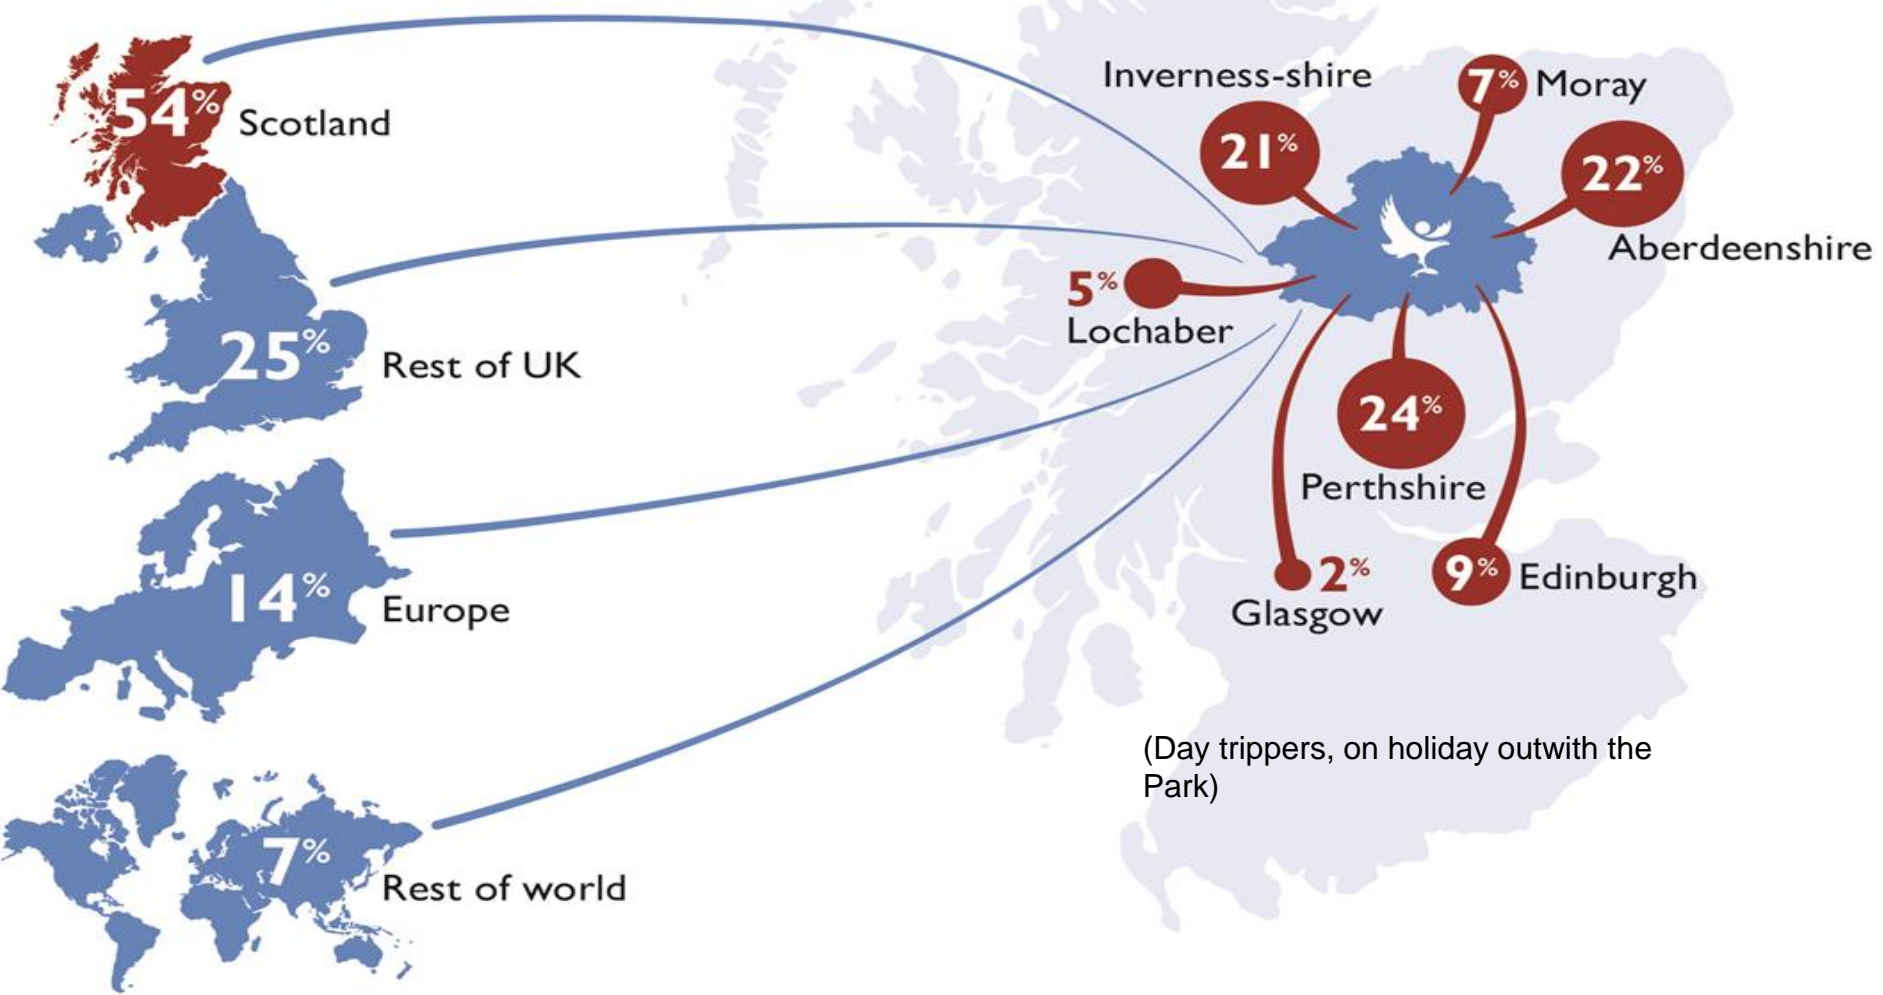 54%
Scotland
25%
Rest of UK
14%
Europe
7%
Rest of world
Inverness-shire
21%
7% Moray
22%
Aberdeenshire
5%
Lochaber
24%
Perthshire
2%
Glasgow
9% Edinburgh
(Day trippers, on holiday outwith the
Park)